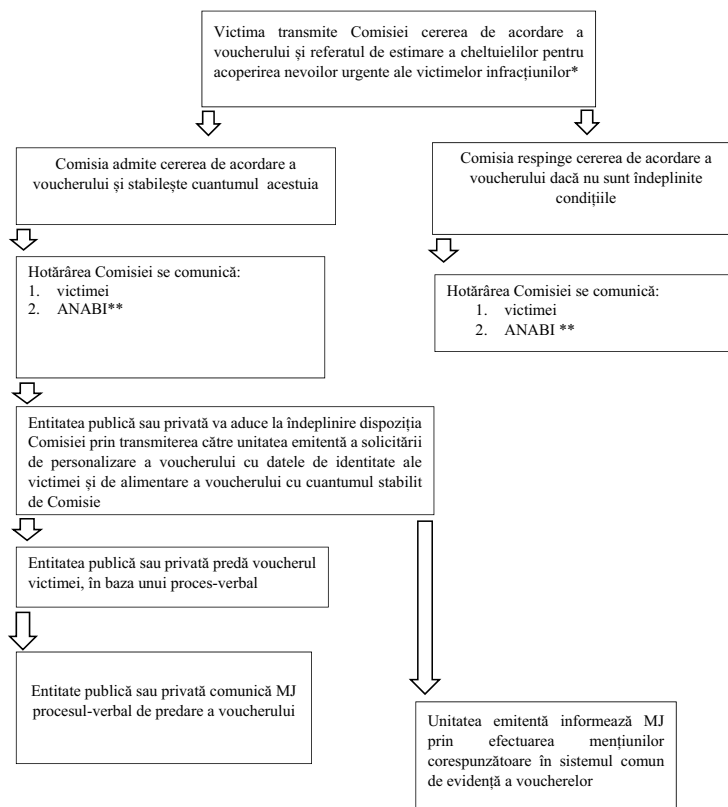 Victima transmite Comisiei cererea de acordare a
voucherului și referatul de estimare a cheltuielilor pentru
acoperirea nevoilor urgente ale victimelor infracțiunilor*
Comisia admite cererea de acordare a
voucherului și stabilește cuantumul acestuia
Comisia respinge cererea de acordare a
voucherului dacă nu sunt îndeplinite
condițiile
Hotărârea Comisiei se comunică:
1. victimei
2. ANABI**
Hotărârea Comisiei se comunică:
1. victimei
2. ANABI **
Entitatea publică sau privată va aduce la îndeplinire dispoziția
Comisiei prin transmiterea către unitatea emitentă a solicitării
de personalizare a voucherului cu datele de identitate ale
victimei și de alimentare a voucherului cu cuantumul stabilit
de Comisie
Entitatea publică sau privată predă voucherul
victimei, în baza unui proces-verbal
Entitate publică sau privată comunică MJ
procesul-verbal de predare a voucherului
Unitatea emitentă informează MJ
prin efectuarea mențiunilor
corespunzătoare în sistemul comun
de evidență a voucherelor